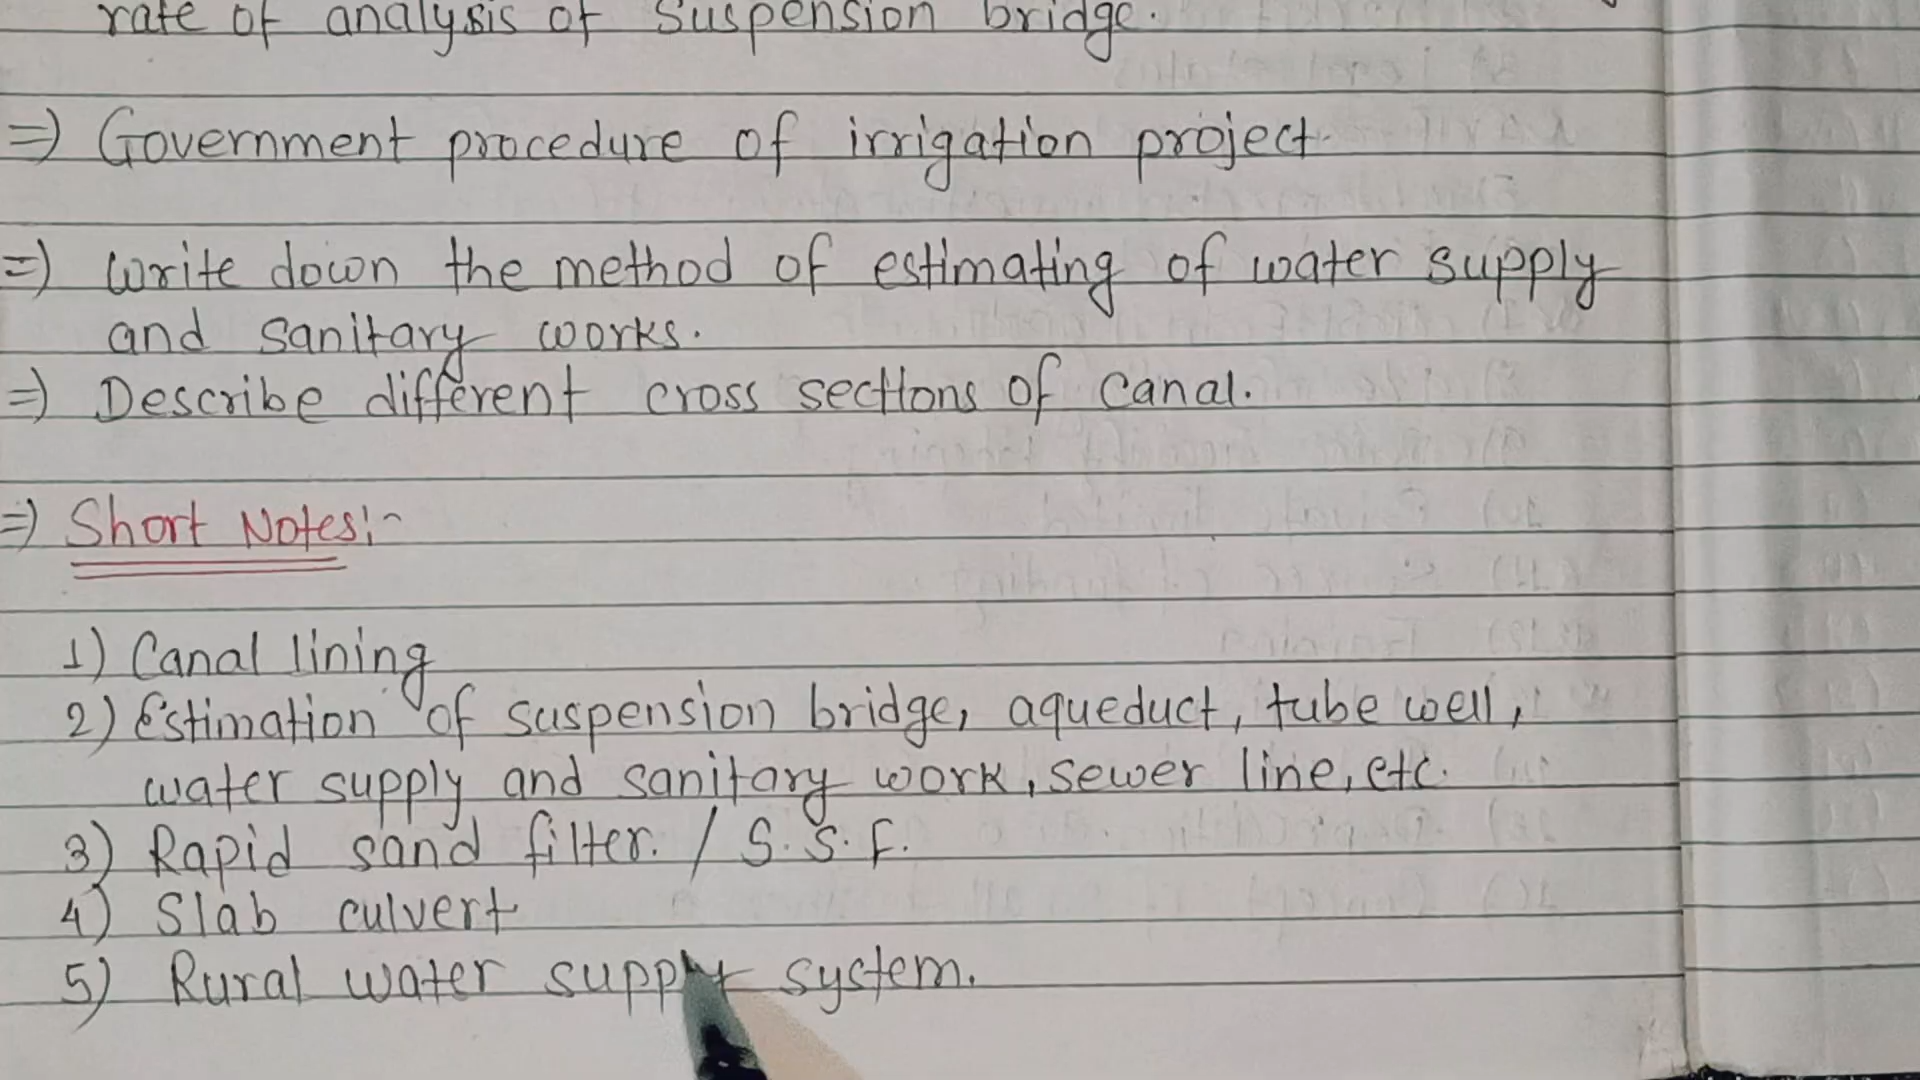 rate of analysis of suspension bridge.
=) Government procedure of irrigation project.
=) Write down the method of estimating of water supply
and sanitary works.
=) Describe different cross sections of canal.
=) Short Notes:-
1) Canal lining
2) Estimation of suspension bridge, aqueduct, tube well,
water supply and sanitary work, sewer line, etc.
3) Rapid sand filter. / S.S.F.
4) Slab culvert
5) Rural water supply system.